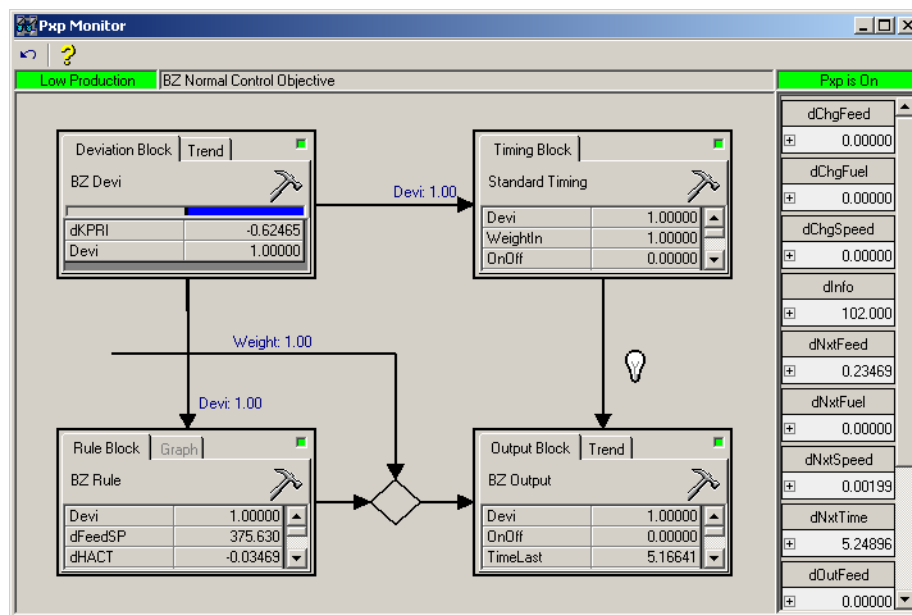 Pxp Monitor
Low Production
BZ Normal Control Objective
Pxp is On
Deviation Block
Trend
BZ Devi
dKPRI -0.62465
Devi 1.00000
Devi: 1.00
Timing Block
Standard Timing
Devi 1.00000
WeightIn 1.00000
OnOff 0.00000
Weight: 1.00
Devi: 1.00
Rule Block
Graph
BZ Rule
Devi 1.00000
dFeedSP 375.630
dHACT -0.03469
Output Block
Trend
BZ Output
Devi 1.00000
OnOff 0.00000
TimeLast 5.16641
dChgFeed
0.00000
dChgFuel
0.00000
dChgSpeed
0.00000
dInfo
102.000
dNxtFeed
0.23469
dNxtFuel
0.00000
dNxtSpeed
0.00199
dNxtTime
5.24896
dOutFeed
0.00000